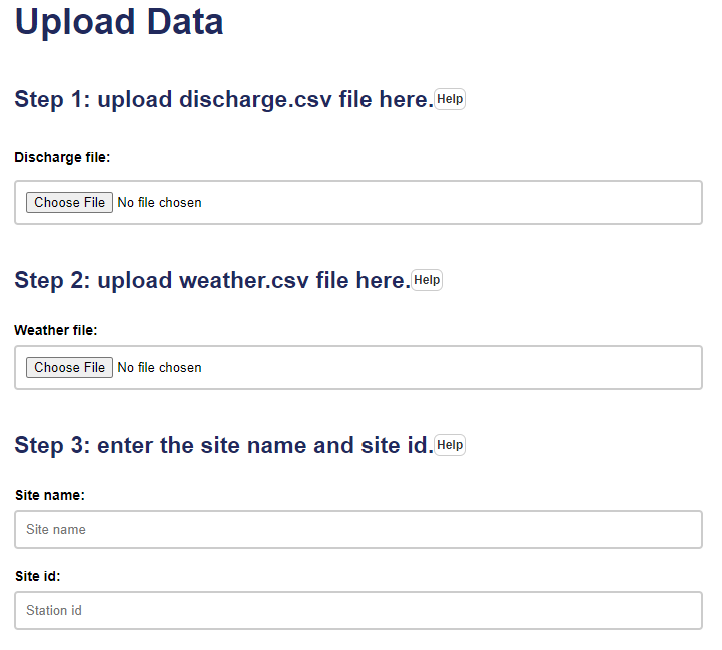 Upload Data
Step 1: upload discharge.csv file here. Help
Discharge file:
Choose File No file chosen
Step 2: upload weather.csv file here. Help
Weather file:
Choose File No file chosen
Step 3: enter the site name and site id. Help
Site name:
Site name
Site id:
Station id